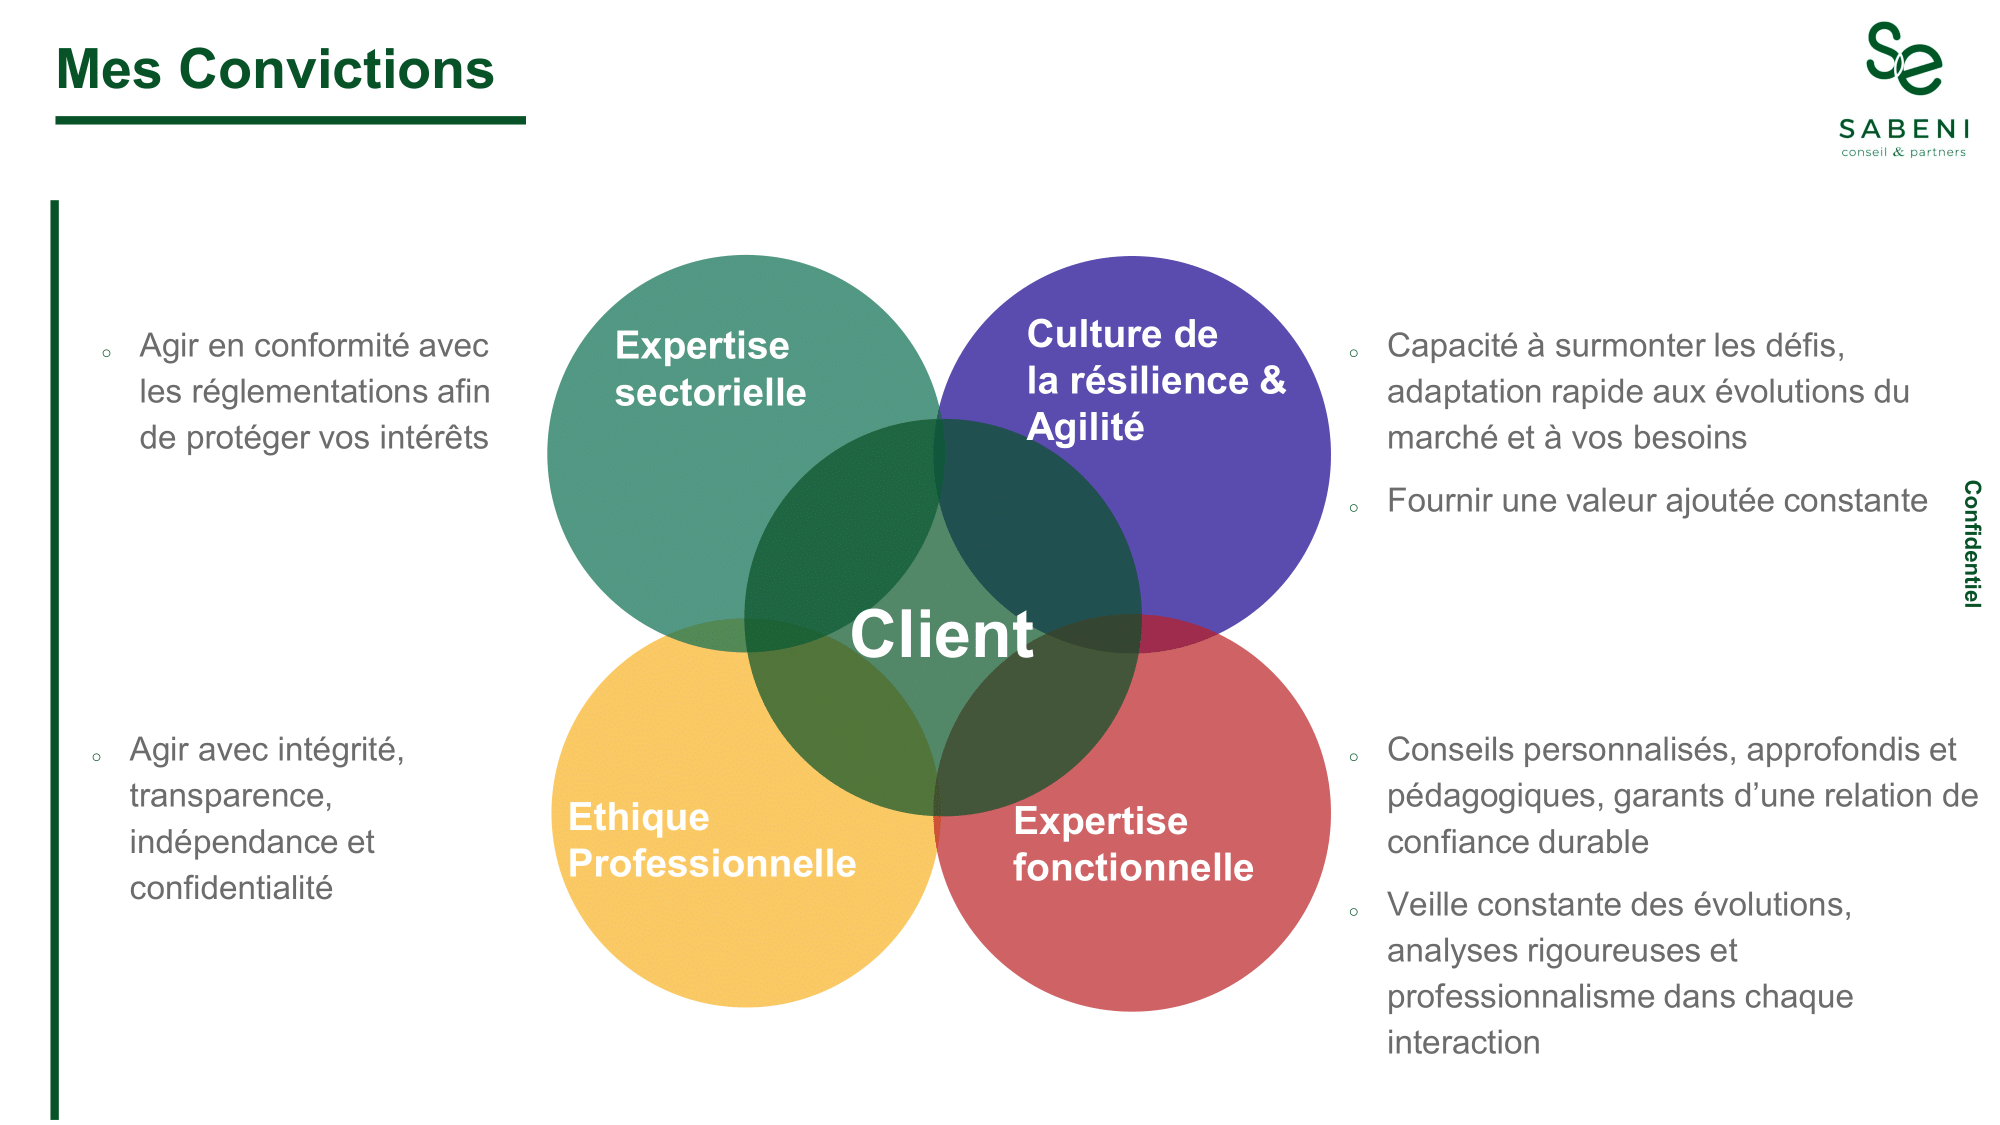 Mes Convictions
SABENI
conseil & partners
Agir en conformité avec
les réglementations afin
de protéger vos intérêts
Expertise
sectorielle
Culture de
la résilience &
Agilité
Capacité à surmonter les défis,
adaptation rapide aux évolutions du
marché et à vos besoins
Fournir une valeur ajoutée constante
Confidentiel
Client
Agir avec intégrité,
transparence,
indépendance et
confidentialité
Ethique
Professionnelle
Expertise
fonctionnelle
Conseils personnalisés, approfondis et
pédagogiques, garants d’une relation de
confiance durable
Veille constante des évolutions,
analyses rigoureuses et
professionnalisme dans chaque
interaction